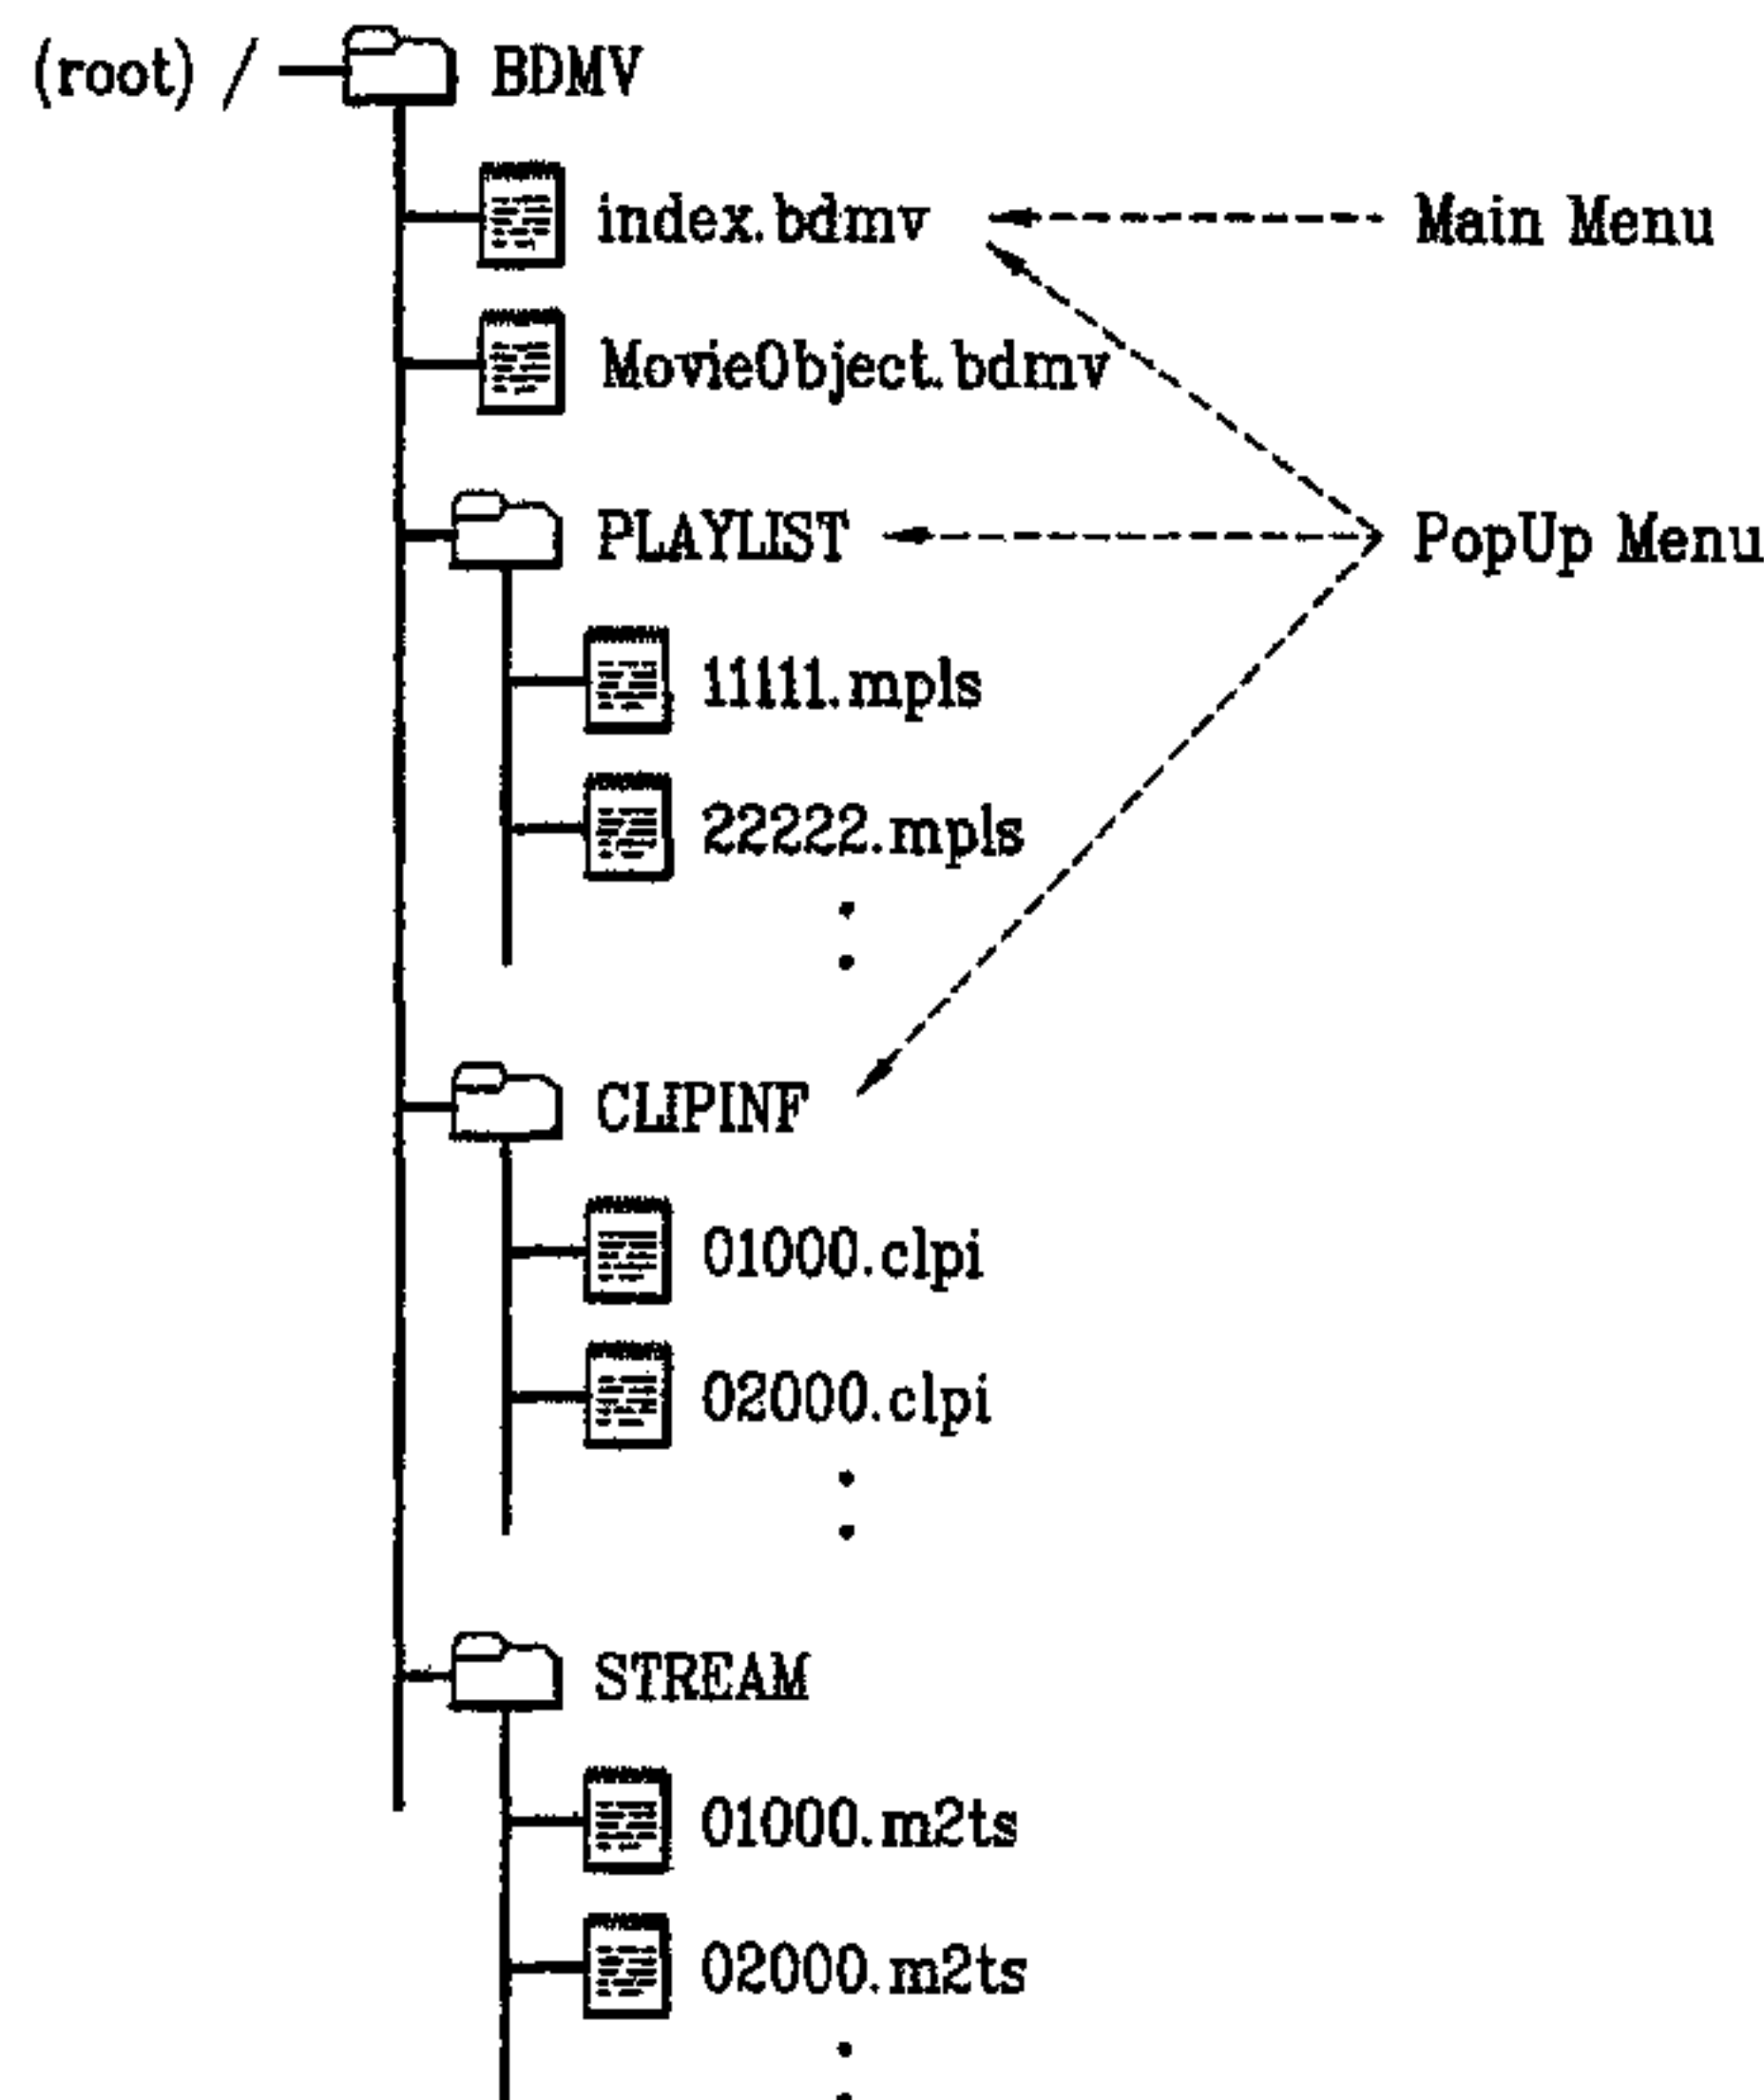 (root) / BDMV
index.bdmv Main Menu
MovieObject.bdmv
PLAYLIST PopUp Menu
11111.mpls
22222.mpls
CLIPINF
01000.clpi
02000.clpi
STREAM
01000.m2ts
02000.m2ts